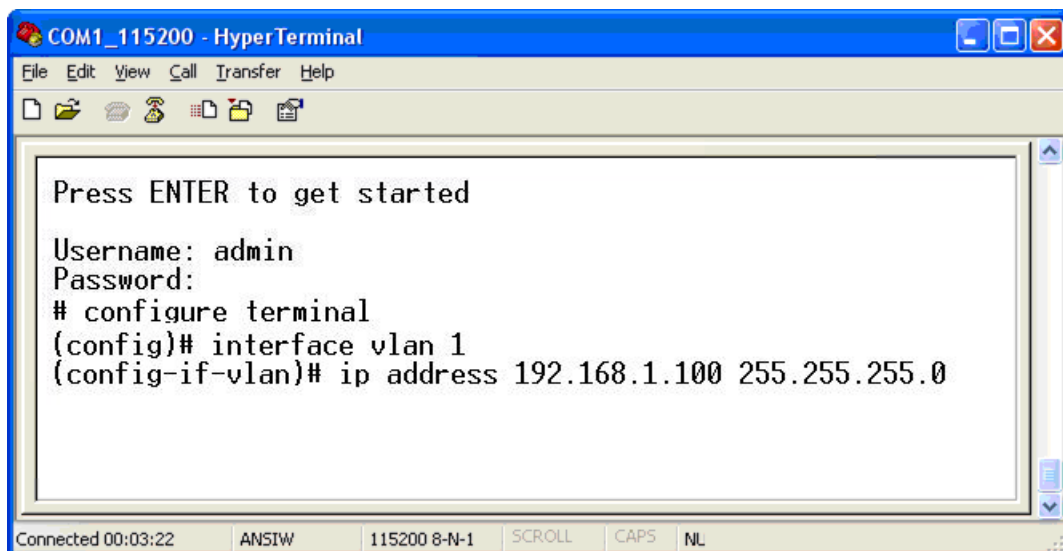 COM1_115200 - HyperTerminal
File Edit View Call Transfer Help
Press ENTER to get started
Username: admin
Password:
# configure terminal
(config)# interface vlan 1
(config-if-vlan)# ip address 192.168.1.100 255.255.255.0
Connected 00:03:22 ANSIW 115200 8-N-1 SCROLL CAPS NU